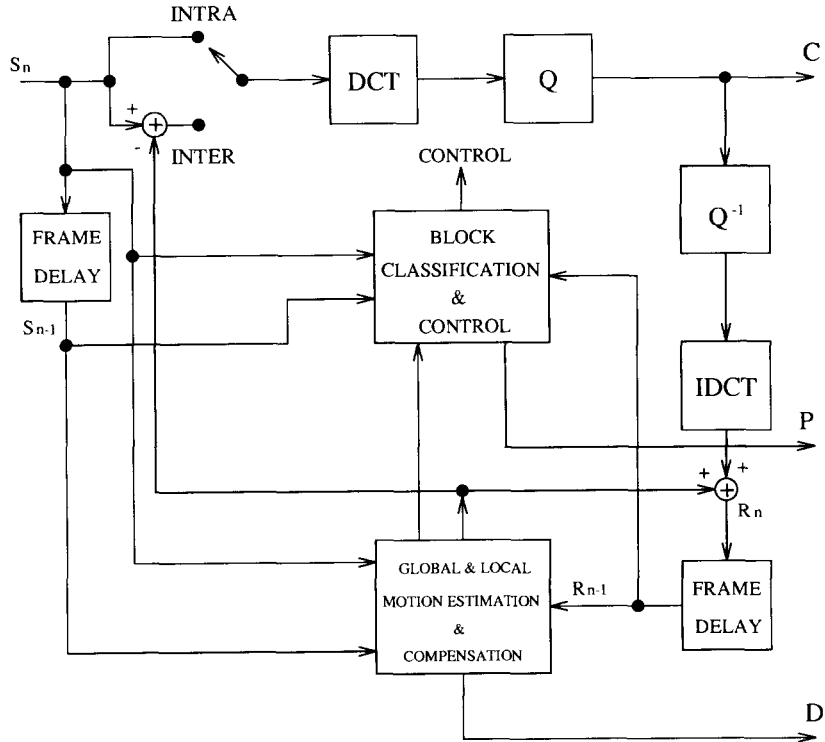 INTRA
Sn
DCT
Q
C
+
+
-
INTER
CONTROL
Q-1
FRAME
DELAY
BLOCK
CLASSIFICATION
&
CONTROL
Sn-1
IDCT
P
+
+
+
Rn
GLOBAL & LOCAL
MOTION ESTIMATION
&
COMPENSATION
Rn-1
FRAME
DELAY
D